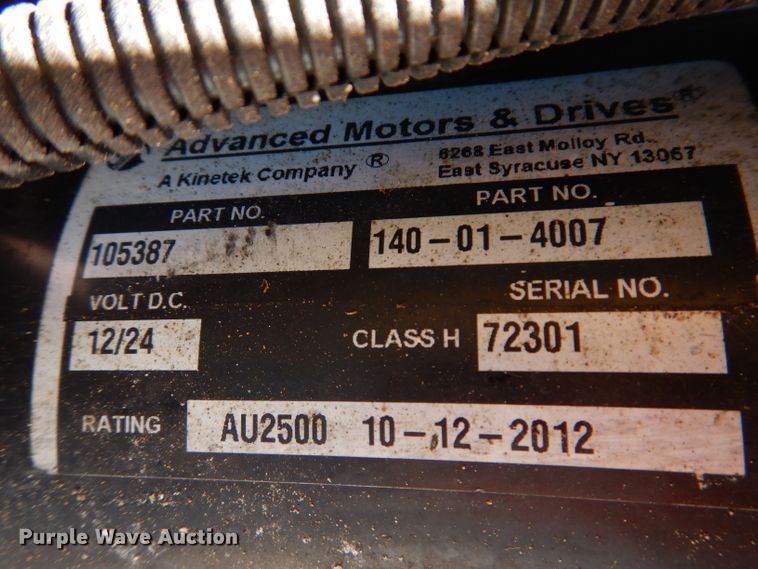 Advanced Motors & Drives®
A Kinetek Company ®
6268 East Molloy Rd.
East Syracuse NY 13057
PART NO.
PART NO.
105387
140-01-4007
VOLT D.C.
SERIAL NO.
12/24
CLASS H
72301
RATING
AU2500 10-12-2012
Purple Wave Auction